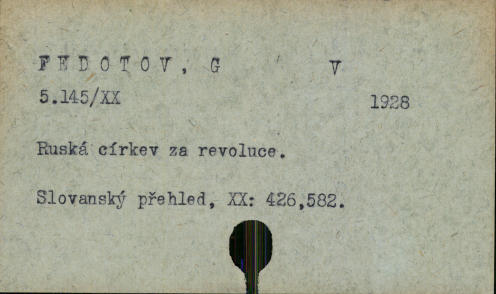 FEDOTOV, G V
5.145/XX 1928
Ruská církev za revoluce.
Slovanský přehled, XX: 426,582.